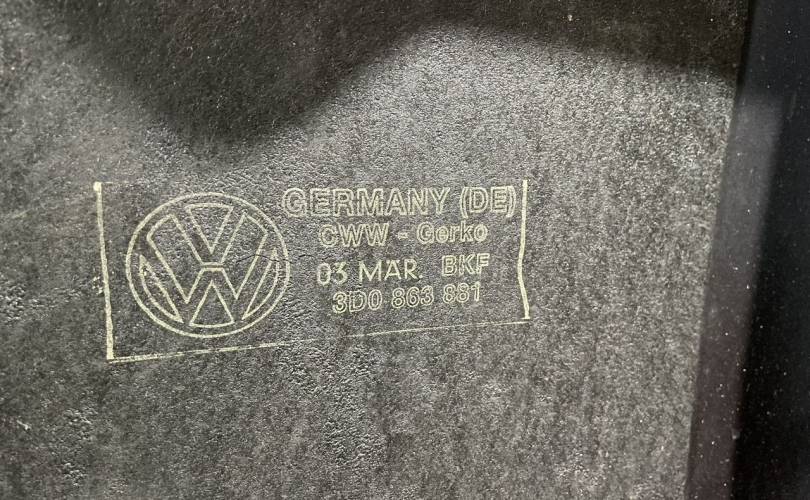 GERMANY (DE)
CWW - Gerko
03 MÄR. BKF
3D0 863 881